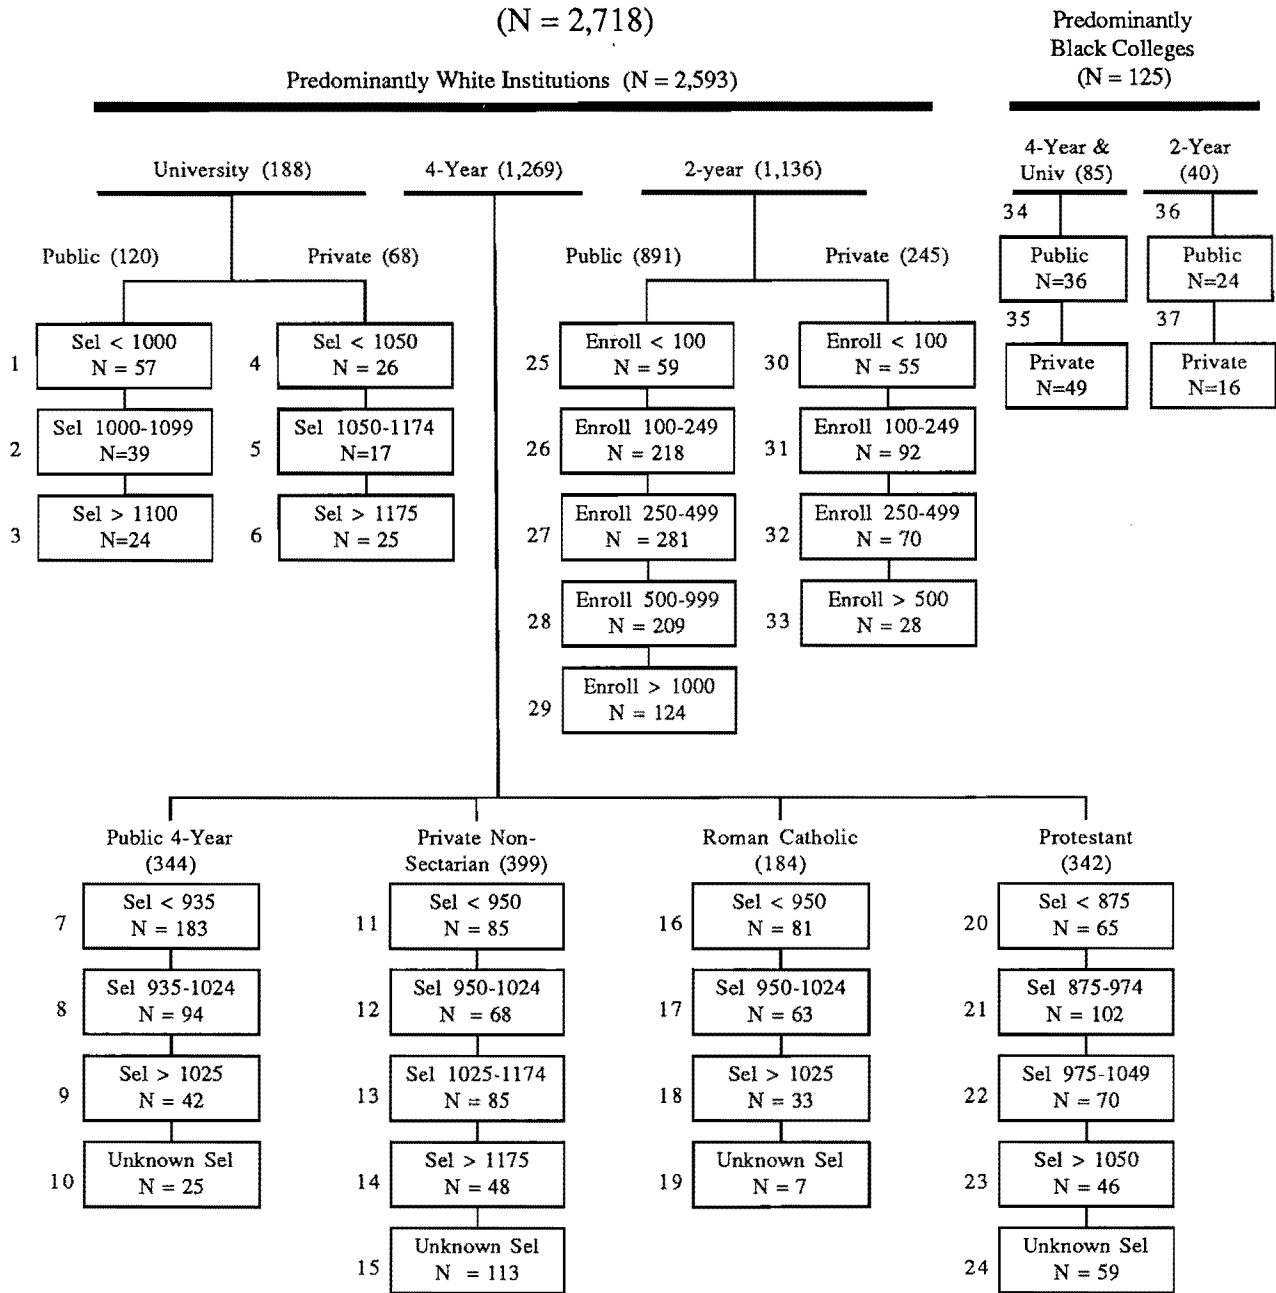 (N = 2,718)
Predominantly
Black Colleges
(N = 125)
Predominantly White Institutions (N = 2,593)
University (188)
4-Year (1,269)
2-year (1,136)
4-Year &
Univ (85)
2-Year
(40)
Public (120)
Private (68)
Public (891)
Private (245)
34
Public
N=36
35
Private
N=49
36
Public
N=24
37
Private
N=16
1
Sel < 1000
N = 57
2
Sel 1000-1099
N=39
3
Sel > 1100
N=24
4
Sel < 1050
N = 26
5
Sel 1050-1174
N=17
6
Sel > 1175
N = 25
25
Enroll < 100
N = 59
26
Enroll 100-249
N = 218
27
Enroll 250-499
N = 281
28
Enroll 500-999
N = 209
29
Enroll > 1000
N = 124
30
Enroll < 100
N = 55
31
Enroll 100-249
N = 92
32
Enroll 250-499
N = 70
33
Enroll > 500
N = 28
Public 4-Year
(344)
7
Sel < 935
N = 183
8
Sel 935-1024
N = 94
9
Sel > 1025
N = 42
10
Unknown Sel
N = 25
Private Non-
Sectarian (399)
11
Sel < 950
N = 85
12
Sel 950-1024
N = 68
13
Sel 1025-1174
N = 85
14
Sel > 1175
N = 48
15
Unknown Sel
N = 113
Roman Catholic
(184)
16
Sel < 950
N = 81
17
Sel 950-1024
N = 63
18
Sel > 1025
N = 33
19
Unknown Sel
N = 7
Protestant
(342)
20
Sel < 875
N = 65
21
Sel 875-974
N = 102
22
Sel 975-1049
N = 70
23
Sel > 1050
N = 46
24
Unknown Sel
N = 59